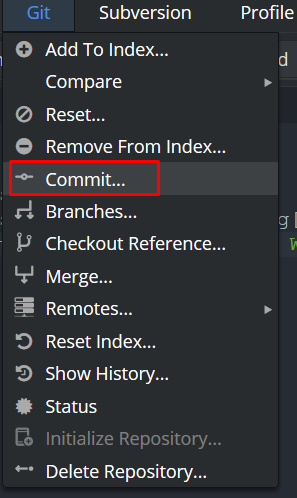 Git Subversion Profile
Add To Index...
Compare
Reset...
Remove From Index...
Commit...
Branches...
Checkout Reference...
Merge...
Remotes...
Reset Index...
Show History...
Status
Initialize Repository...
Delete Repository...